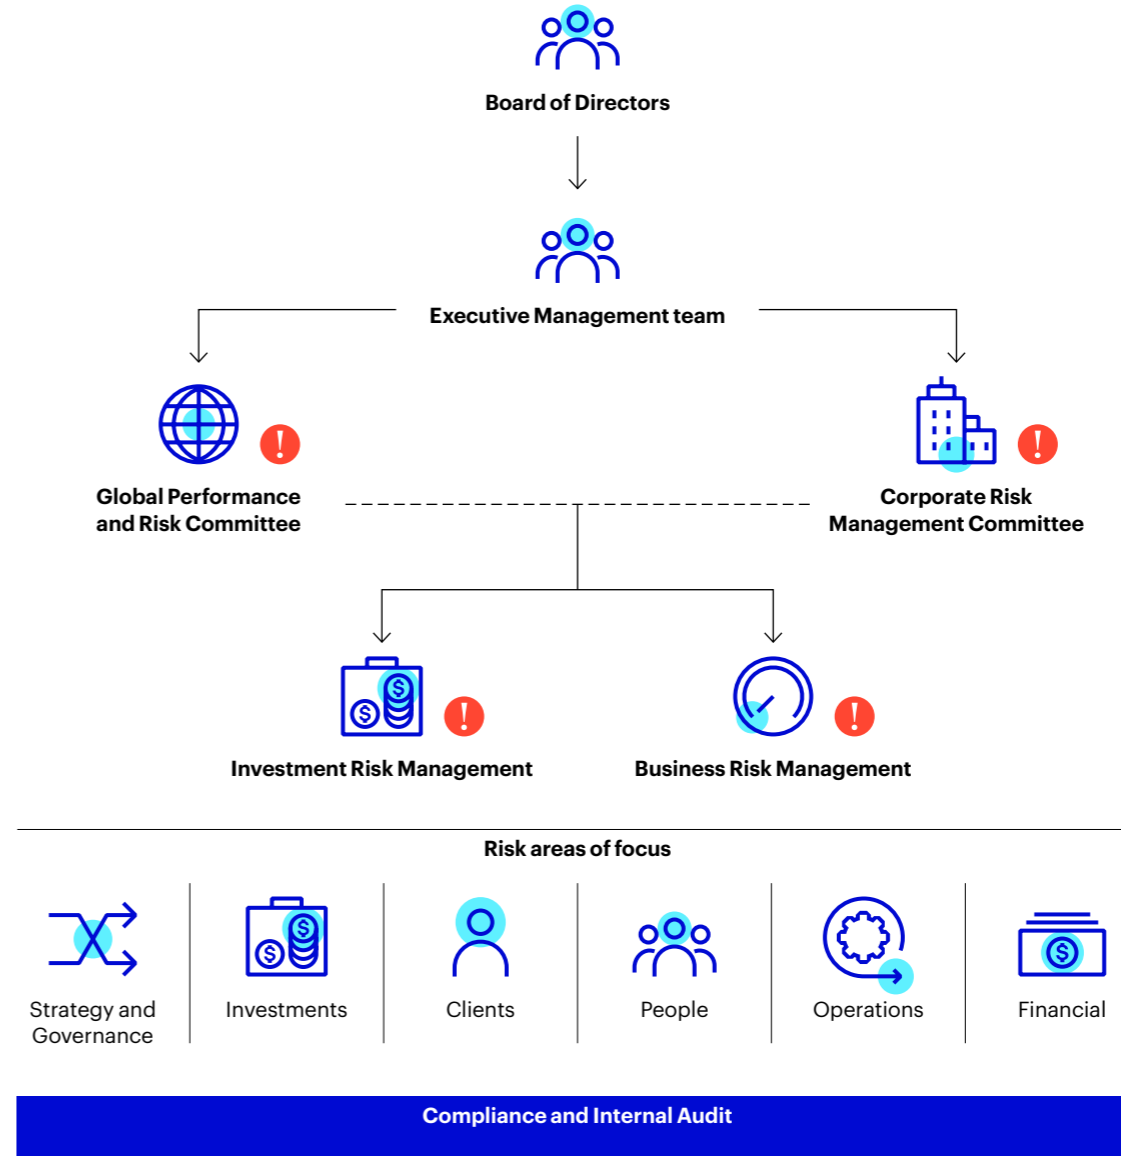 Board of Directors
Executive Management team
Global Performance
and Risk Committee
!
Corporate Risk
Management Committee
!
Investment Risk Management
!
Business Risk Management
!
Risk areas of focus
Strategy and
Governance
$ $
Investments
Clients
People
Operations
$
Financial
Compliance and Internal Audit